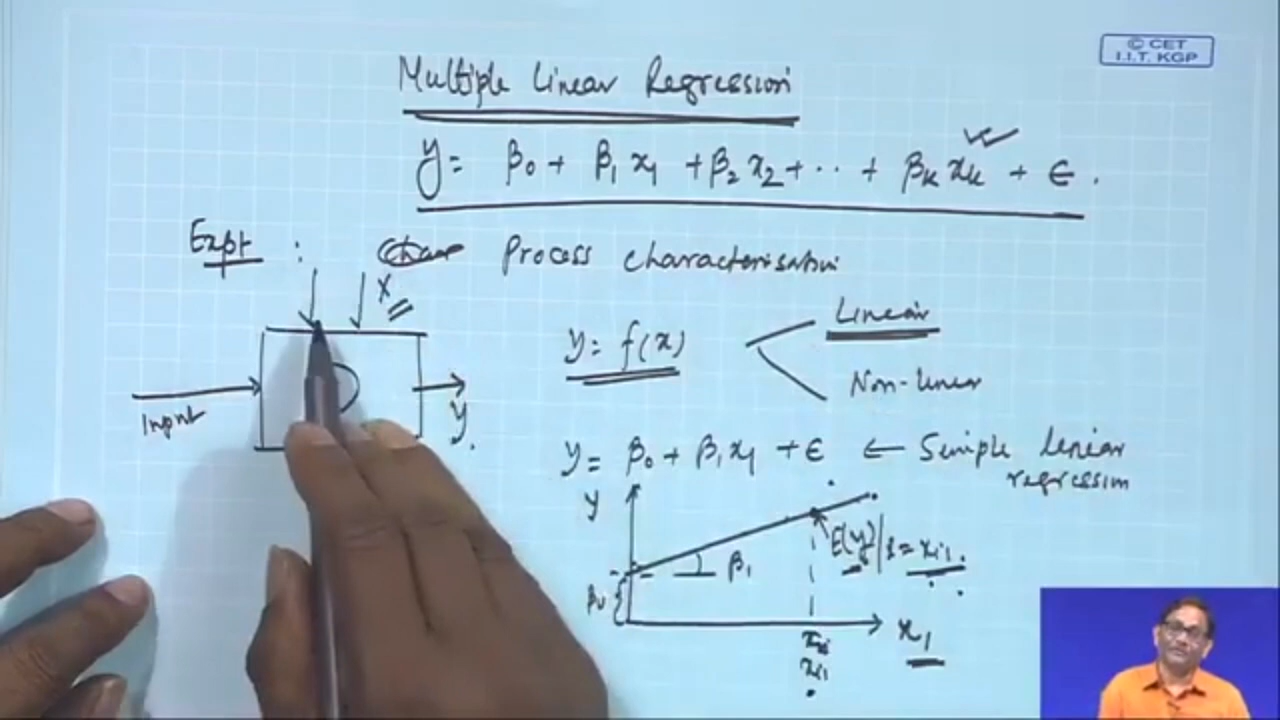 © CET
I.I.T. KGP
Multiple Linear Regression
y = β₀ + β₁ x₁ + β₂ x₂ + ·· + βₖ xₖ + ϵ .
Expt : Process characterisation
x
Input
y.
y = f(x)
Linear
Non-linear
y = β₀ + β₁ x₁ + ϵ ← Simple linear
regression
y
E(y)|x = xᵢ₁
β₁
β₀
x₁
xᵢ₁